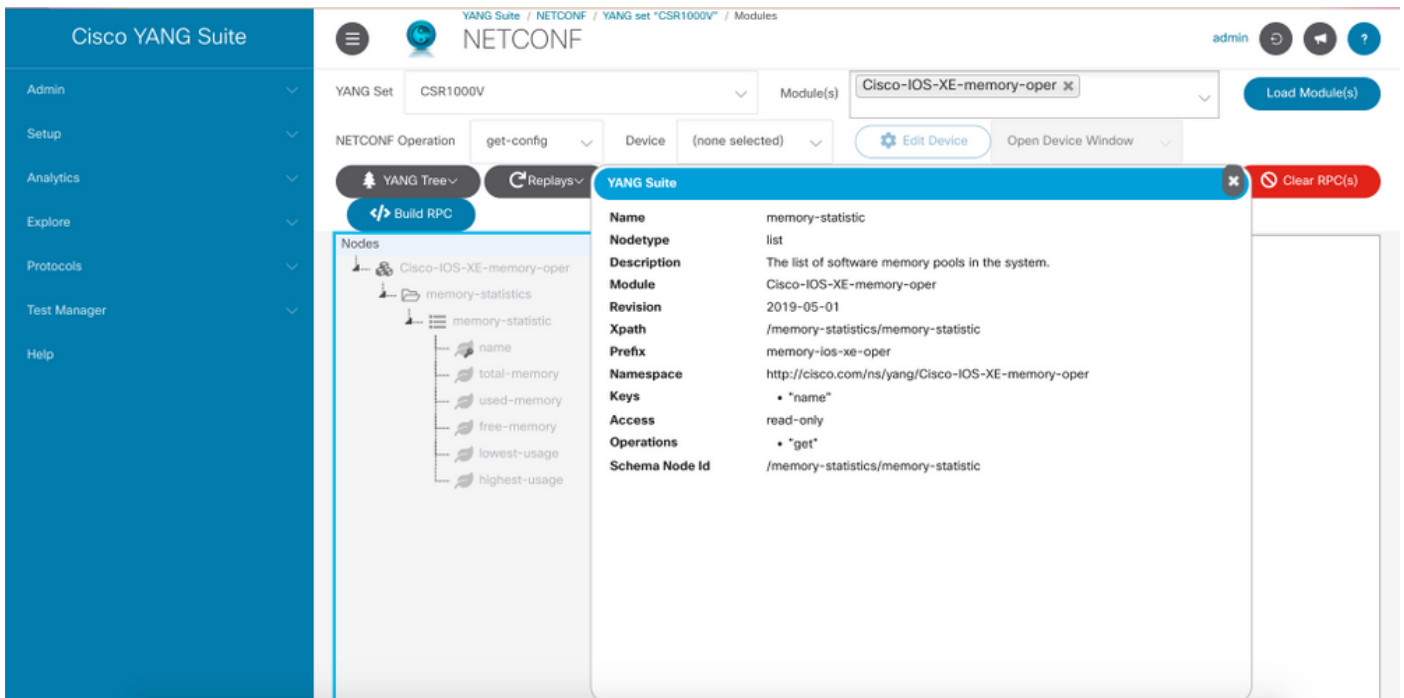 Cisco YANG Suite
YANG Suite / NETCONF / YANG set "CSR1000V" / Modules
NETCONF
admin
?
Admin
Setup
Analytics
Explore
Protocols
Test Manager
Help
YANG Set
CSR1000V
Module(s)
Cisco-IOS-XE-memory-oper
Load Module(s)
NETCONF Operation
get-config
Device
(none selected)
Edit Device
Open Device Window
YANG Tree
Replays
Clear RPC(s)
</> Build RPC
Nodes
Cisco-IOS-XE-memory-oper
memory-statistics
memory-statistic
name
total-memory
used-memory
free-memory
lowest-usage
highest-usage
YANG Suite
Name memory-statistic
Nodetype list
Description The list of software memory pools in the system.
Module Cisco-IOS-XE-memory-oper
Revision 2019-05-01
Xpath /memory-statistics/memory-statistic
Prefix memory-ios-xe-oper
Namespace http://cisco.com/ns/yang/Cisco-IOS-XE-memory-oper
Keys • "name"
Access read-only
Operations • "get"
Schema Node Id /memory-statistics/memory-statistic